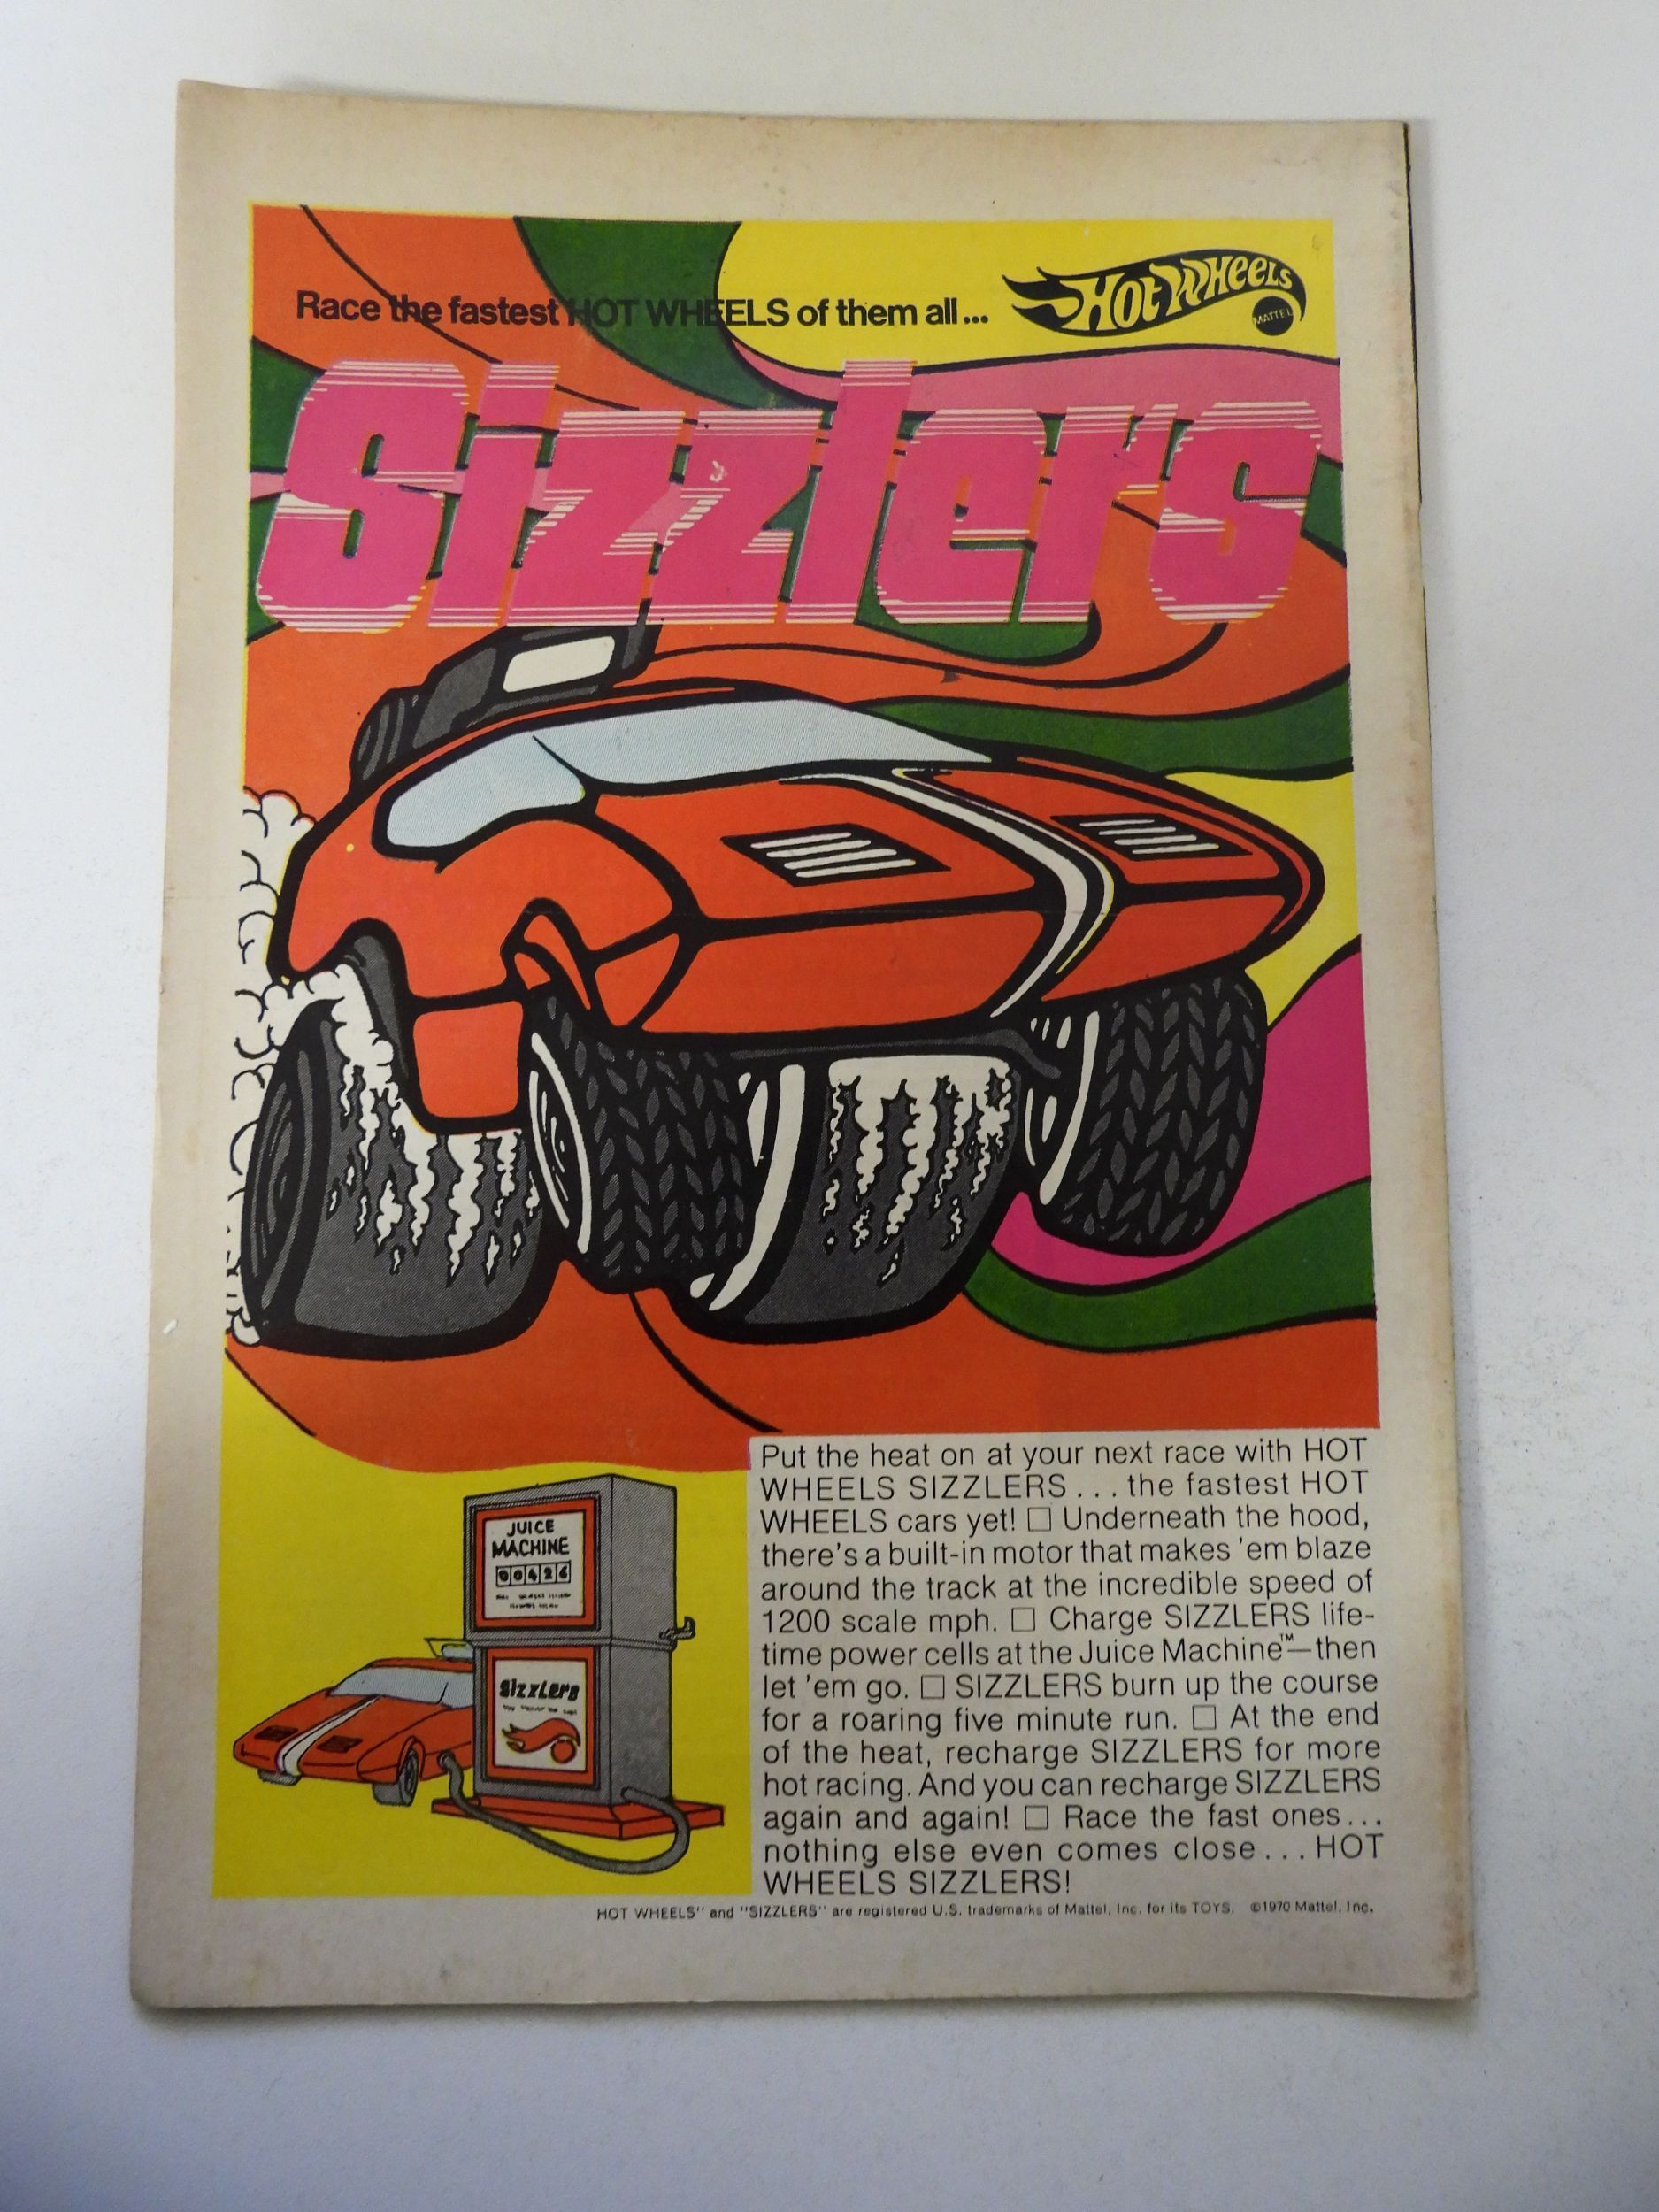 Race the fastest HOT WHEELS of them all...
Hot Wheels
MATTEL
Sizzlers
Put the heat on at your next race with HOT
WHEELS SIZZLERS... the fastest HOT
WHEELS cars yet! □ Underneath the hood,
there's a built-in motor that makes 'em blaze
around the track at the incredible speed of
1200 scale mph. □ Charge SIZZLERS life-
time power cells at the Juice Machine™—then
let 'em go. □ SIZZLERS burn up the course
for a roaring five minute run. □ At the end
of the heat, recharge SIZZLERS for more
hot racing. And you can recharge SIZZLERS
again and again! □ Race the fast ones...
nothing else even comes close... HOT
WHEELS SIZZLERS!
JUICE
MACHINE
00426
Sizzlers
HOT WHEELS" and "SIZZLERS" are registered U.S. trademarks of Mattel, Inc. for its TOYS. ©1970 Mattel, Inc.